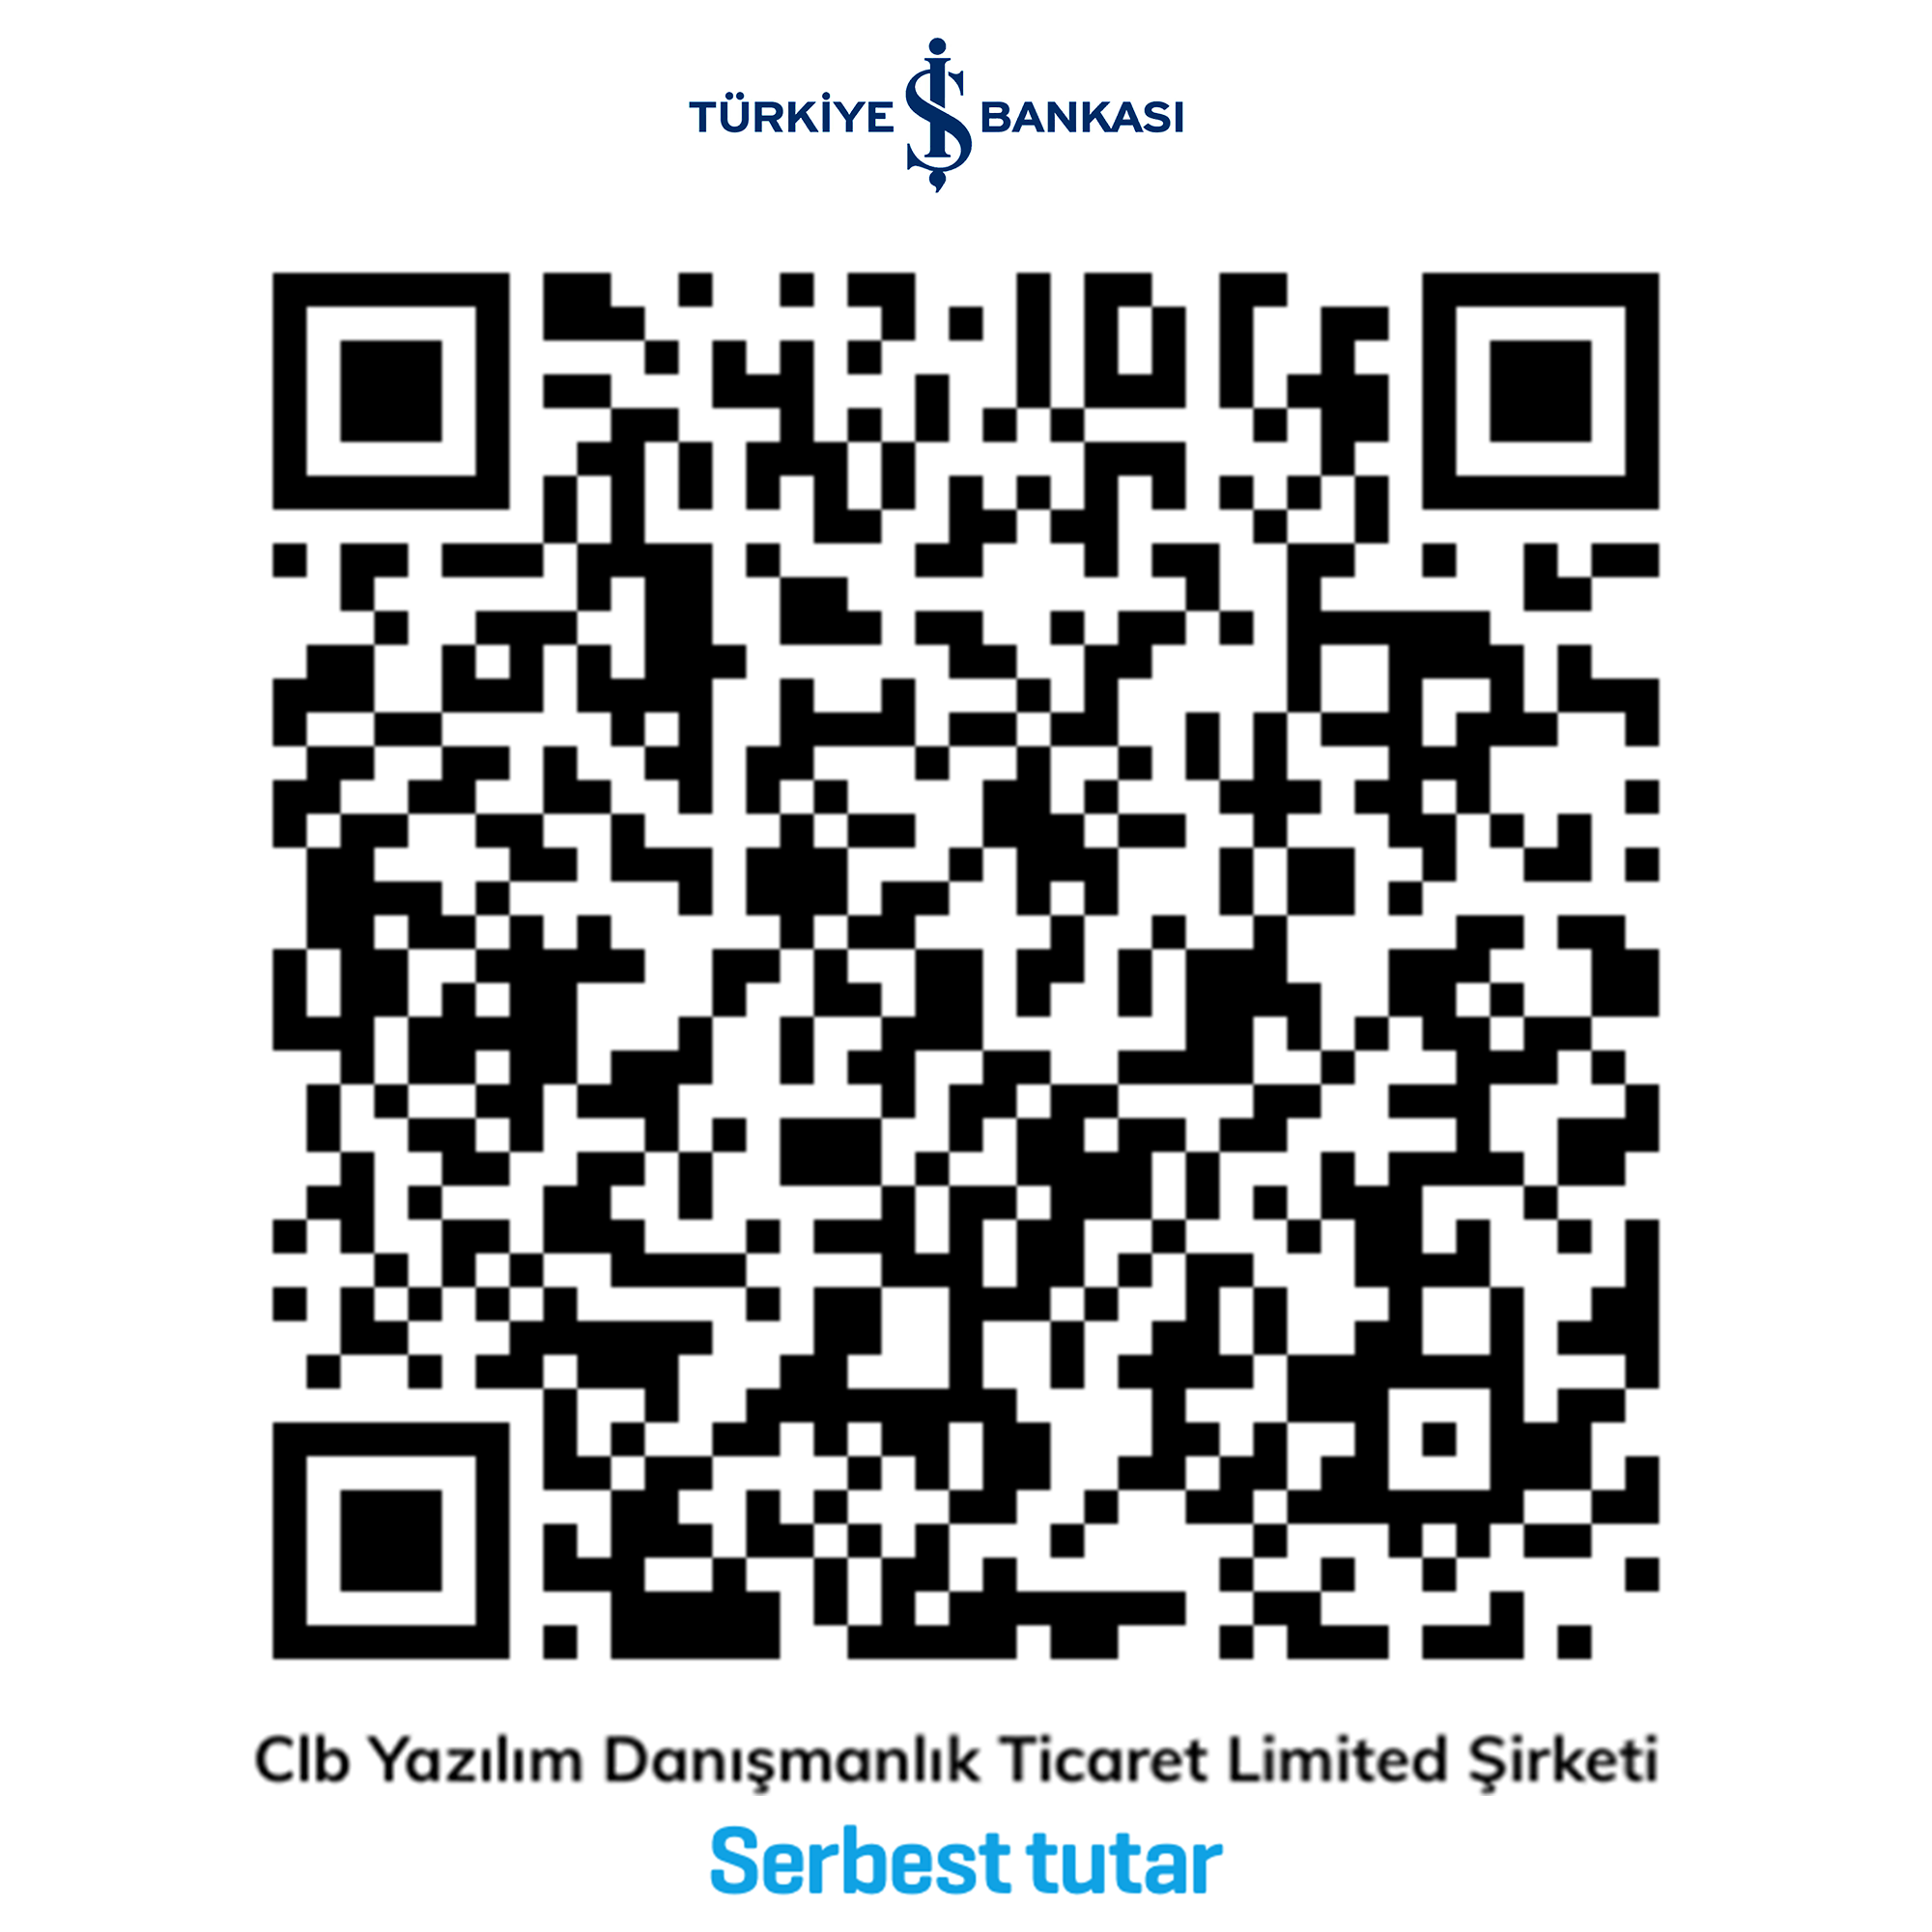 TÜRKİYE İŞ BANKASI
Clb Yazılım Danışmanlık Ticaret Limited Şirketi
Serbest tutar